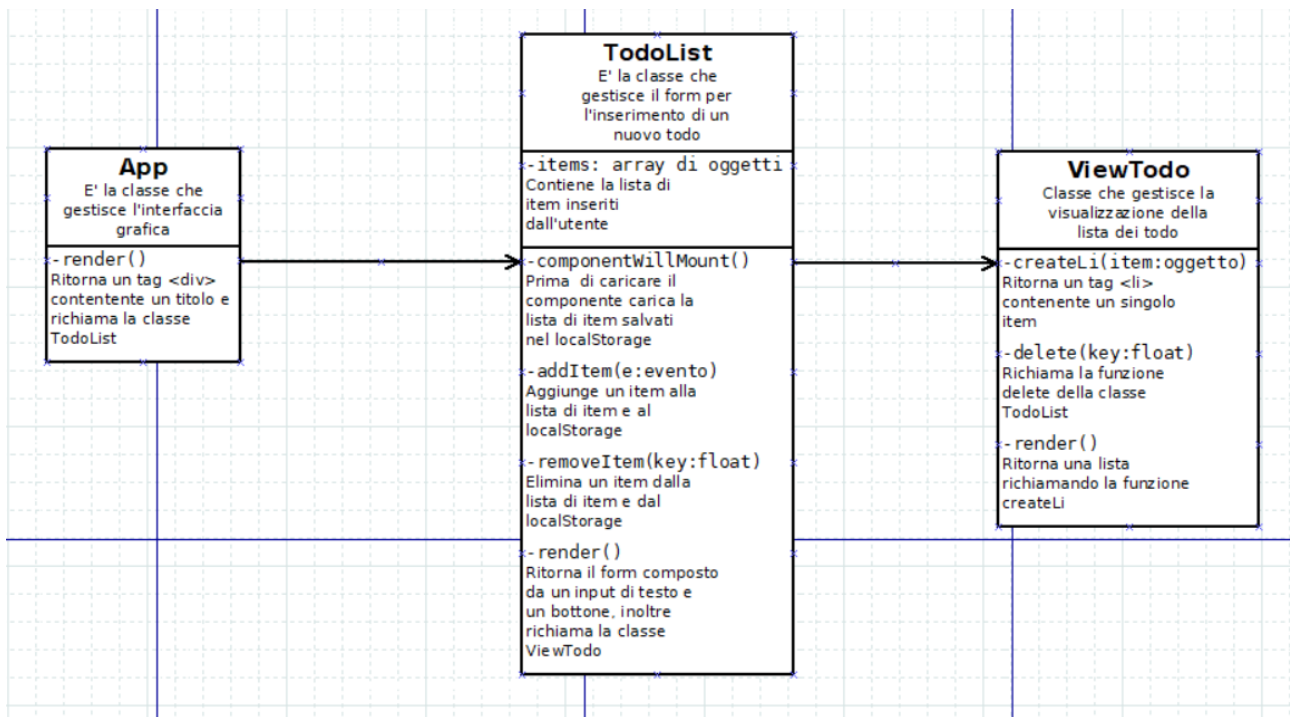 App
E' la classe che
gestisce l'interfaccia
grafica
-render()
Ritorna un tag <div>
contentente un titolo e
richiama la classe
TodoList
TodoList
E' la classe che
gestisce il form per
l'inserimento di un
nuovo todo
-items: array di oggetti
Contiene la lista di
item inseriti
dall'utente
-componentWillMount()
Prima di caricare il
componente carica la
lista di item salvati
nel localStorage
-addItem(e:evento)
Aggiunge un item alla
lista di item e al
localStorage
-removeItem(key:float)
Elimina un item dalla
lista di item e dal
localStorage
-render()
Ritorna il form composto
da un input di testo e
un bottone, inoltre
richiama la classe
ViewTodo
ViewTodo
Classe che gestisce la
visualizzazione della
lista dei todo
-createLi(item:oggetto)
Ritorna un tag <li>
contenente un singolo
item
-delete(key:float)
Richiama la funzione
delete della classe
TodoList
-render()
Ritorna una lista
richiamando la funzione
createLi